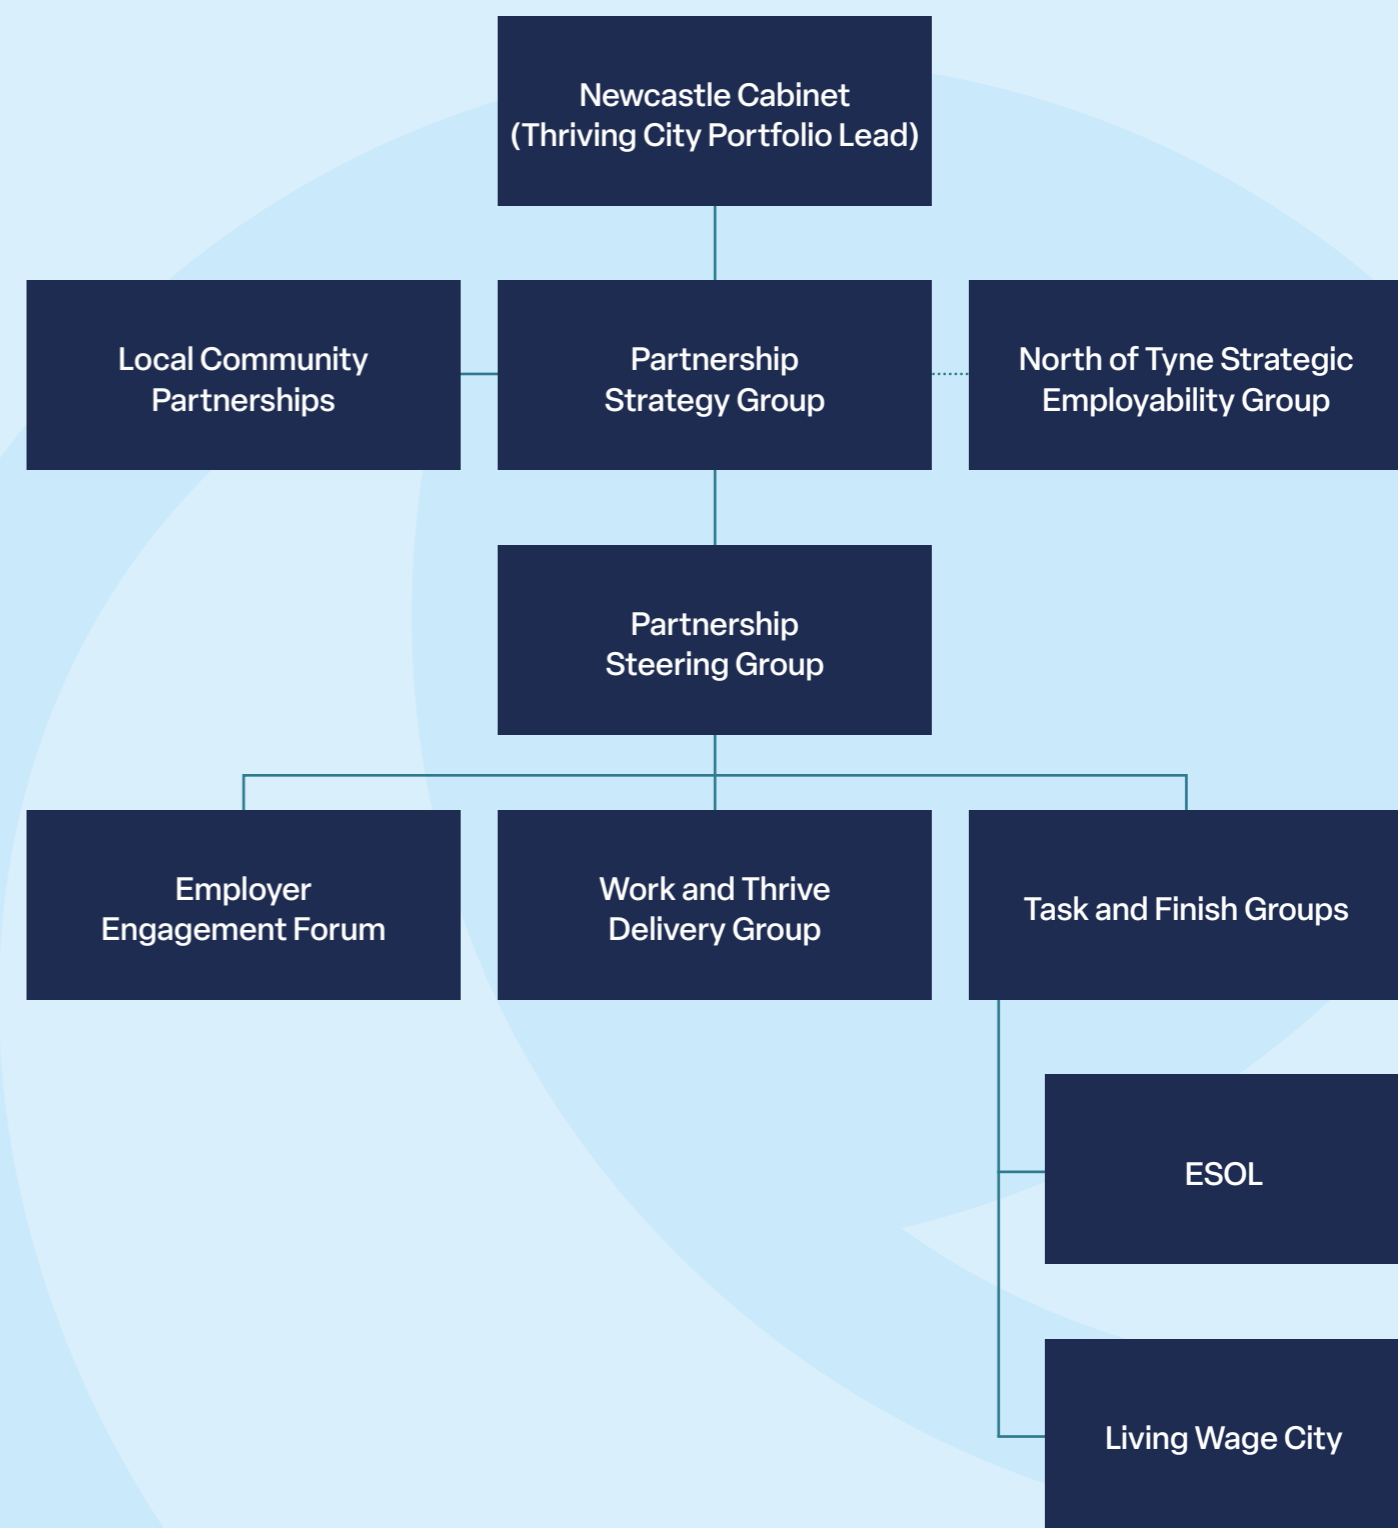 Newcastle Cabinet
(Thriving City Portfolio Lead)
Local Community
Partnerships
Partnership
Strategy Group
North of Tyne Strategic
Employability Group
Partnership
Steering Group
Employer
Engagement Forum
Work and Thrive
Delivery Group
Task and Finish Groups
ESOL
Living Wage City